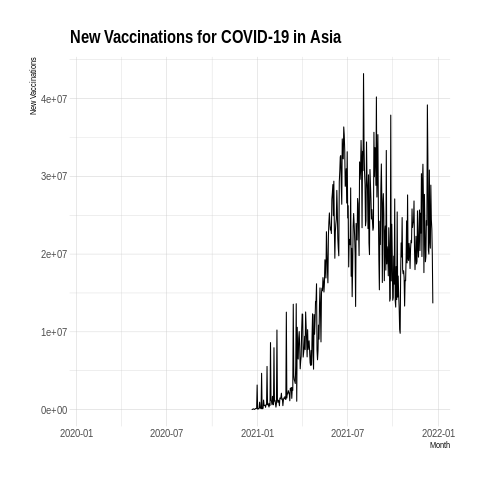 New Vaccinations for COVID-19 in Asia
New Vaccinations
4e+07
3e+07
2e+07
1e+07
0e+00
2020-01 2020-07 2021-01 2021-07 2022-01
Month